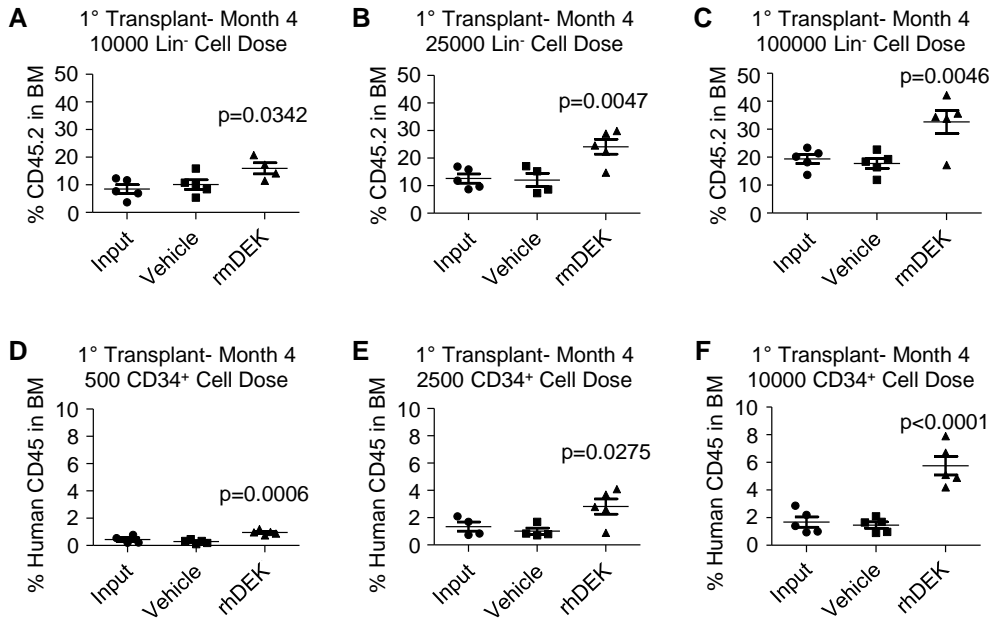 A
1° Transplant- Month 4
10000 Lin⁻ Cell Dose
% CD45.2 in BM
50
40
30
20
10
0
p=0.0342
Input
Vehicle
rmDEK
B
1° Transplant- Month 4
25000 Lin⁻ Cell Dose
% CD45.2 in BM
50
40
30
20
10
0
p=0.0047
Input
Vehicle
rmDEK
C
1° Transplant- Month 4
100000 Lin⁻ Cell Dose
% CD45.2 in BM
50
40
30
20
10
0
p=0.0046
Input
Vehicle
rmDEK
D
1° Transplant- Month 4
500 CD34⁺ Cell Dose
% Human CD45 in BM
10
8
6
4
2
0
p=0.0006
Input
Vehicle
rhDEK
E
1° Transplant- Month 4
2500 CD34⁺ Cell Dose
% Human CD45 in BM
10
8
6
4
2
0
p=0.0275
Input
Vehicle
rhDEK
F
1° Transplant- Month 4
10000 CD34⁺ Cell Dose
% Human CD45 in BM
10
8
6
4
2
0
p<0.0001
Input
Vehicle
rhDEK